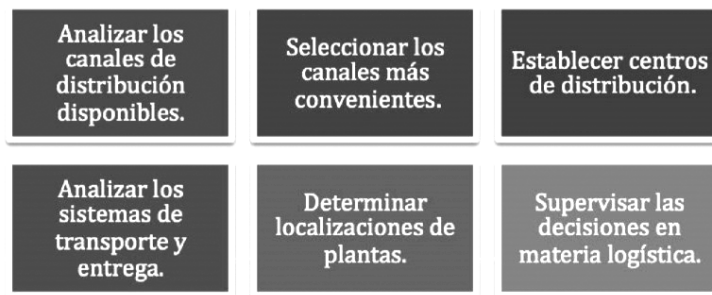 Analizar los
canales de
distribución
disponibles.
Seleccionar los
canales más
convenientes.
Establecer centros
de distribución.
Analizar los
sistemas de
transporte y
entrega.
Determinar
localizaciones de
plantas.
Supervisar las
decisiones en
materia logística.